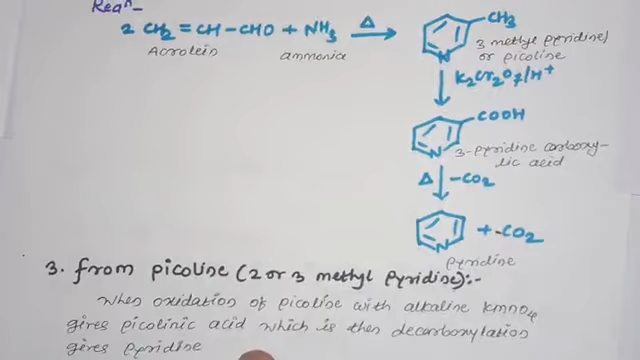 Reaⁿ-
2 CH₂=CH-CHO + NH₃ Δ
Acrolein ammonia
CH₃
N
3 methyl pyridine/
or picoline
K₂Cr₂O₇/H⁺
COOH
N
3-pyridine carboxy-
lic acid
Δ -CO₂
N + CO₂
pyridine
3. from picoline (2 or 3 methyl pyridine):-
When oxidation of picoline with alkaline kmno₄
gives picolinic acid which is then decarboxylation
gives pyridine